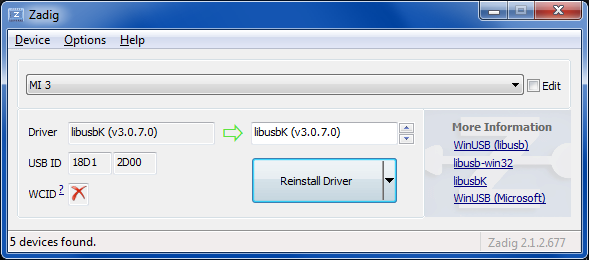 Zadig
Device Options Help
MI 3
Edit
Driver libusbK (v3.0.7.0) libusbK (v3.0.7.0)
USB ID 18D1 2D00
WCID ?
Reinstall Driver
More Information
WinUSB (libusb)
libusb-win32
libusbK
WinUSB (Microsoft)
5 devices found.
Zadig 2.1.2.677